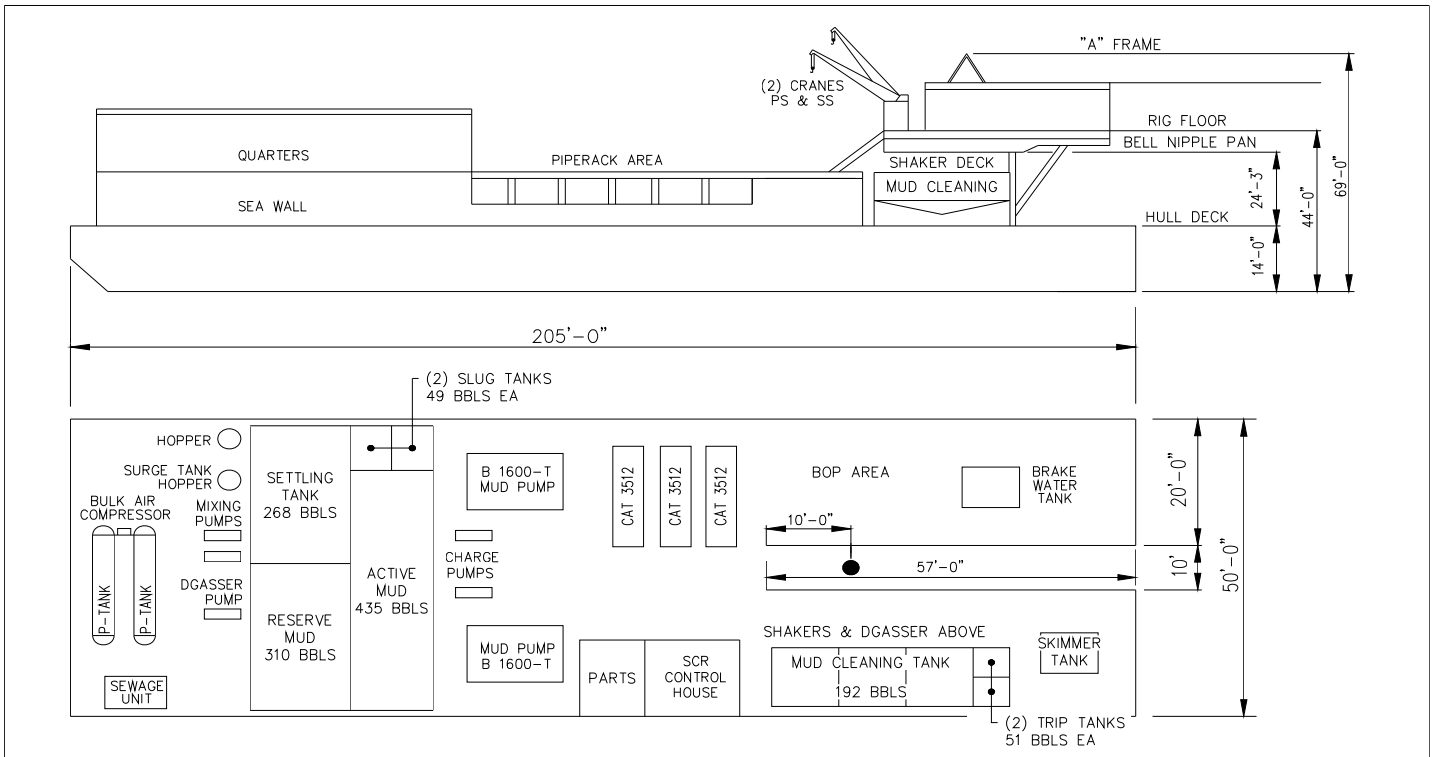 "A" FRAME
(2) CRANES
PS & SS
RIG FLOOR
BELL NIPPLE PAN
QUARTERS
PIPERACK AREA
SHAKER DECK
MUD CLEANING
SEA WALL
HULL DECK
24'-3"
14'-0"
44'-0"
69'-0"
205'-0"
(2) SLUG TANKS
49 BBLS EA
HOPPER
SURGE TANK
HOPPER
BULK AIR
COMPRESSOR
MIXING
PUMPS
DGASSER
PUMP
P-TANK
P-TANK
SEWAGE
UNIT
SETTLING
TANK
268 BBLS
RESERVE
MUD
310 BBLS
ACTIVE
MUD
435 BBLS
B 1600-T
MUD PUMP
CHARGE
PUMPS
MUD PUMP
B 1600-T
CAT 3512
CAT 3512
CAT 3512
PARTS
SCR
CONTROL
HOUSE
BOP AREA
BRAKE
WATER
TANK
10'-0"
57'-0"
20'-0"
10'
50'-0"
SHAKERS & DGASSER ABOVE
MUD CLEANING TANK
192 BBLS
SKIMMER
TANK
(2) TRIP TANKS
51 BBLS EA